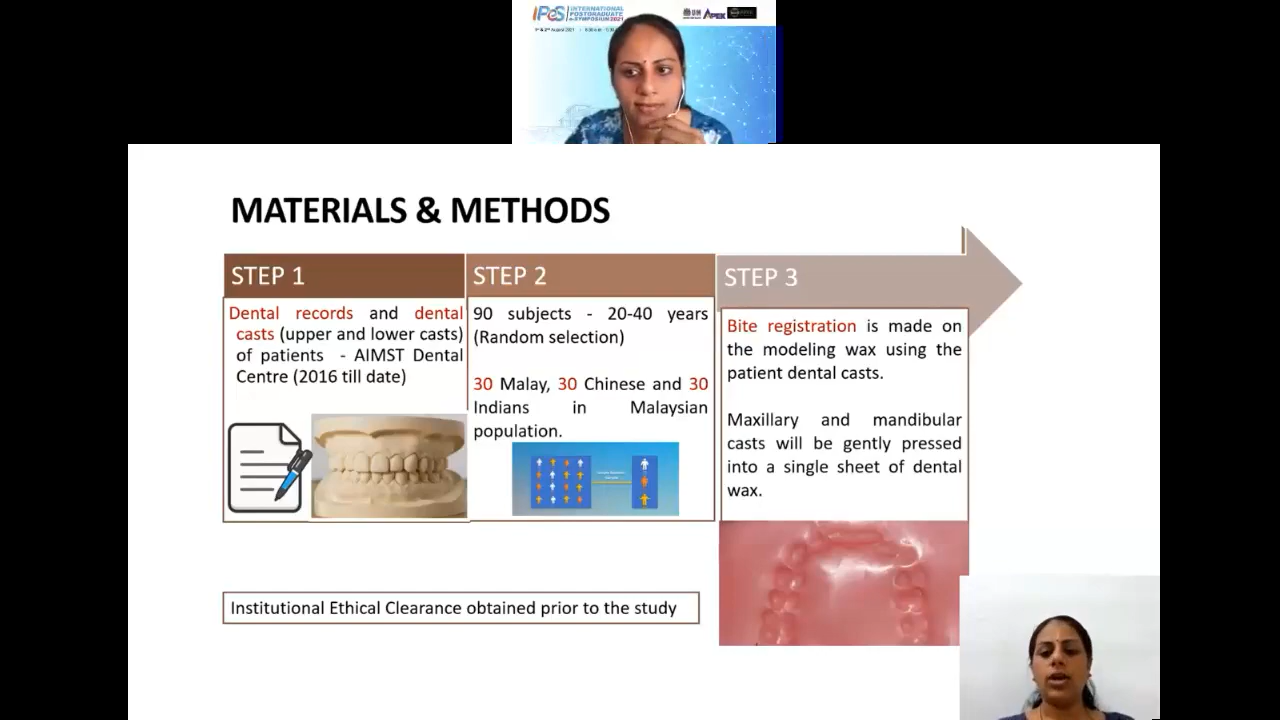 IPeS INTERNATIONAL
POSTGRADUATE
e-SYMPOSIUM 2021
UM
APEK
MATERIALS & METHODS
STEP 1
Dental records and dental
casts (upper and lower casts)
of patients - AIMST Dental
Centre (2016 till date)
STEP 2
90 subjects - 20-40 years
(Random selection)
30 Malay, 30 Chinese and 30
Indians in Malaysian
population.
STEP 3
Bite registration is made on
the modeling wax using the
patient dental casts.
Maxillary and mandibular
casts will be gently pressed
into a single sheet of dental
wax.
Institutional Ethical Clearance obtained prior to the study